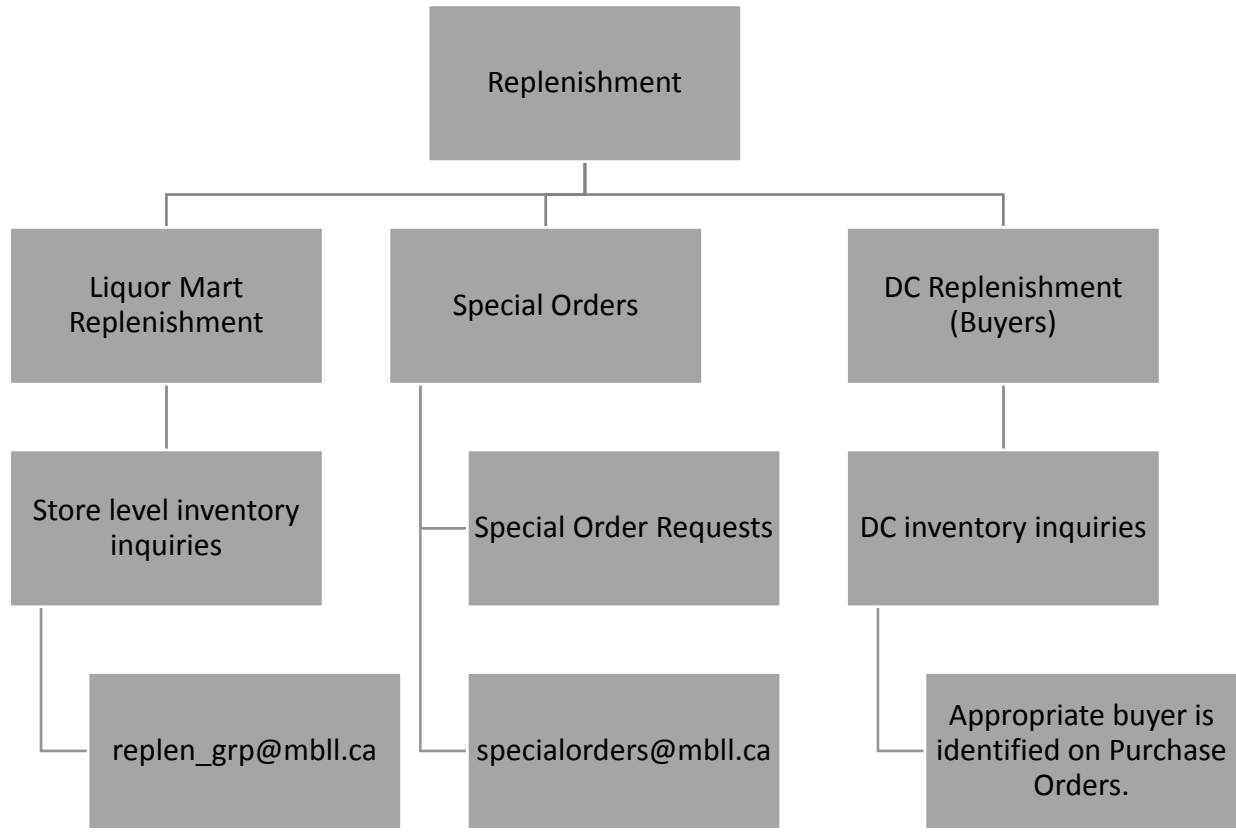 Replenishment
Liquor Mart
Replenishment
Special Orders
DC Replenishment
(Buyers)
Store level inventory
inquiries
Special Order Requests
DC inventory inquiries
replen_grp@mbll.ca
specialorders@mbll.ca
Appropriate buyer is
identified on Purchase
Orders.